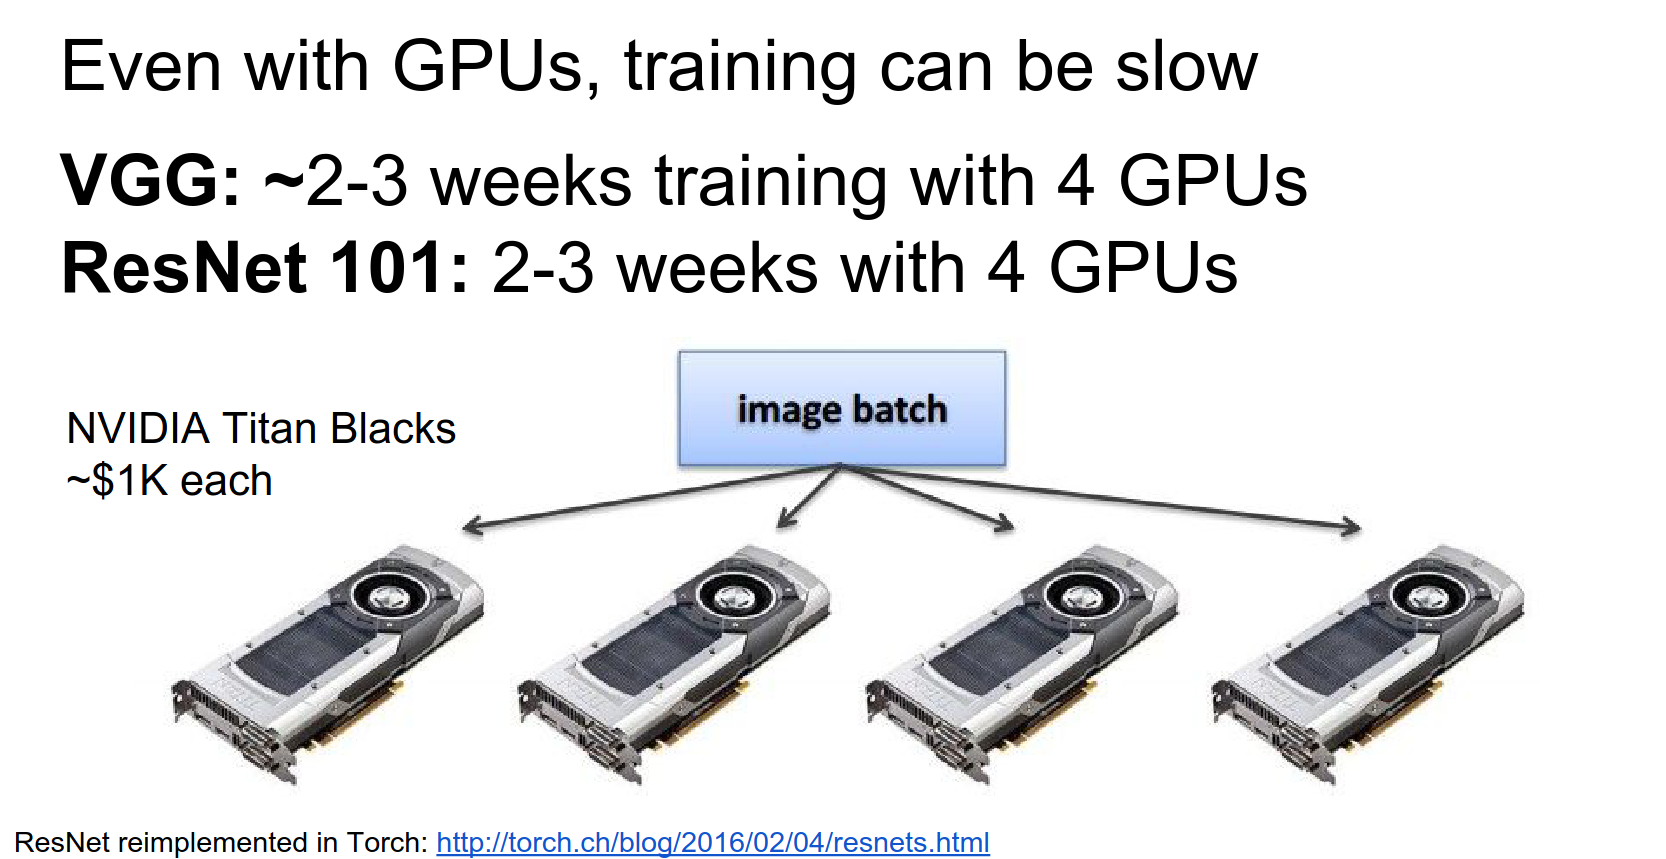 Even with GPUs, training can be slow
VGG: ~2-3 weeks training with 4 GPUs
ResNet 101: 2-3 weeks with 4 GPUs
image batch
NVIDIA Titan Blacks
~$1K each
ResNet reimplemented in Torch: http://torch.ch/blog/2016/02/04/resnets.html